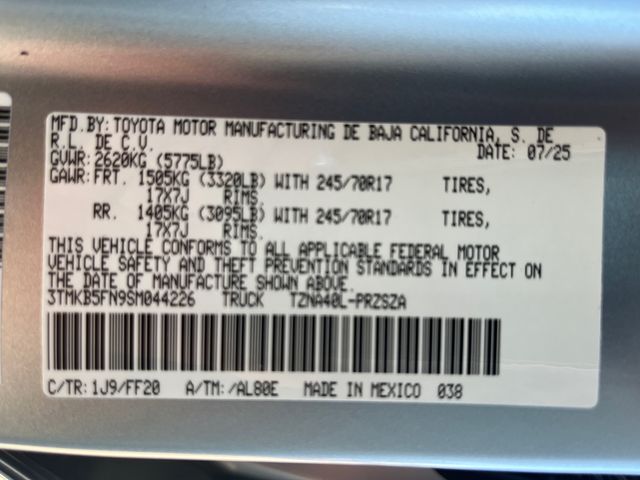 MFD.BY: TOYOTA MOTOR MANUFACTURING DE BAJA CALIFORNIA, S. DE
R.L. DE C.V. DATE: 07/25
GVWR: 2620KG (5775LB)
GAWR: FRT. 1505KG (3320LB) WITH 245/70R17 TIRES,
17X7J RIMS.
RR. 1405KG (3095LB) WITH 245/70R17 TIRES,
17X7J RIMS.
THIS VEHICLE CONFORMS TO ALL APPLICABLE FEDERAL MOTOR
VEHICLE SAFETY AND THEFT PREVENTION STANDARDS IN EFFECT ON
THE DATE OF MANUFACTURE SHOWN ABOVE.
3TMKB5FN9SM044226 TRUCK TZNA40L-PRZSZA
C/TR: 1J9/FF20 A/TM: /AL80E MADE IN MEXICO 038